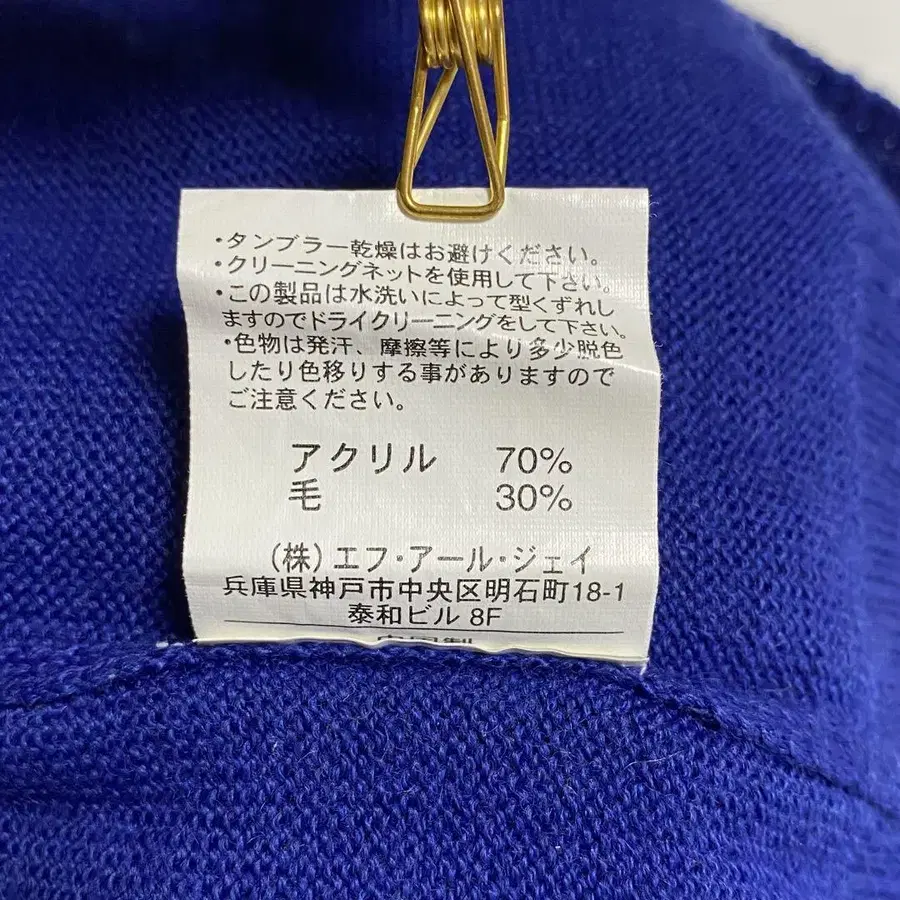 ・タンブラー乾燥はお避けください。
・クリーニングネットを使用して下さい。
・この製品は水洗いによって型くずれし
ますのでドライクリーニングをして下さい。
・色物は発汗、摩擦等により多少脱色
したり色移りする事がありますので
ご注意ください。
アクリル 70%
毛 30%
(株)エフ・アール・ジェイ
兵庫県神戸市中央区明石町18-1
泰和ビル 8F